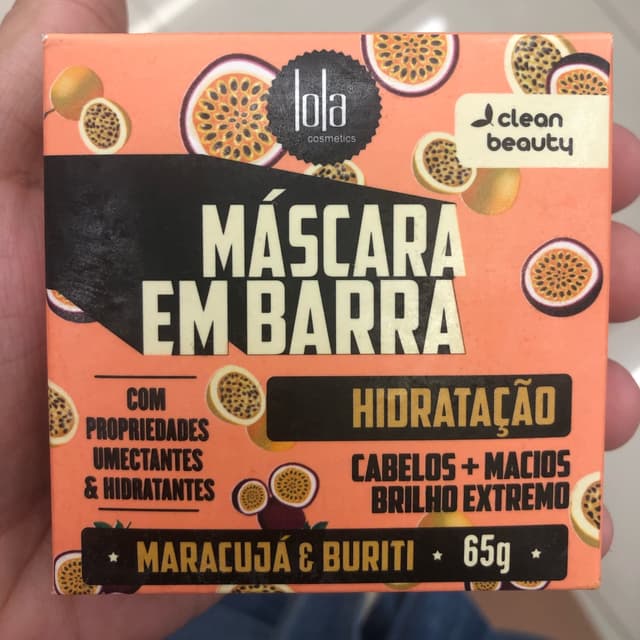 lola
cosmetics
clean
beauty
MÁSCARA
EM BARRA
COM
PROPRIEDADES
UMECTANTES
& HIDRATANTES
HIDRATAÇÃO
CABELOS + MACIOS
BRILHO EXTREMO
MARACUJÁ & BURITI 65g